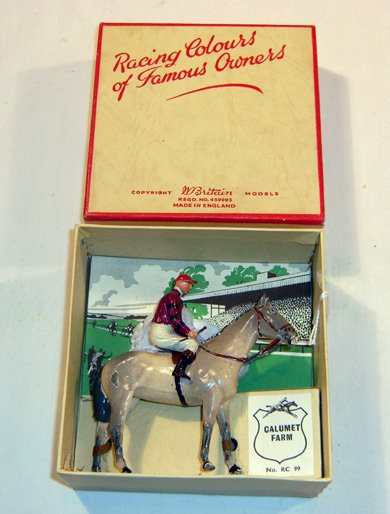 Racing Colours
of Famous Owners
COPYRIGHT W Britain MODELS
REGD. No. 459993
MADE IN ENGLAND
CALUMET
FARM
No. RC 99